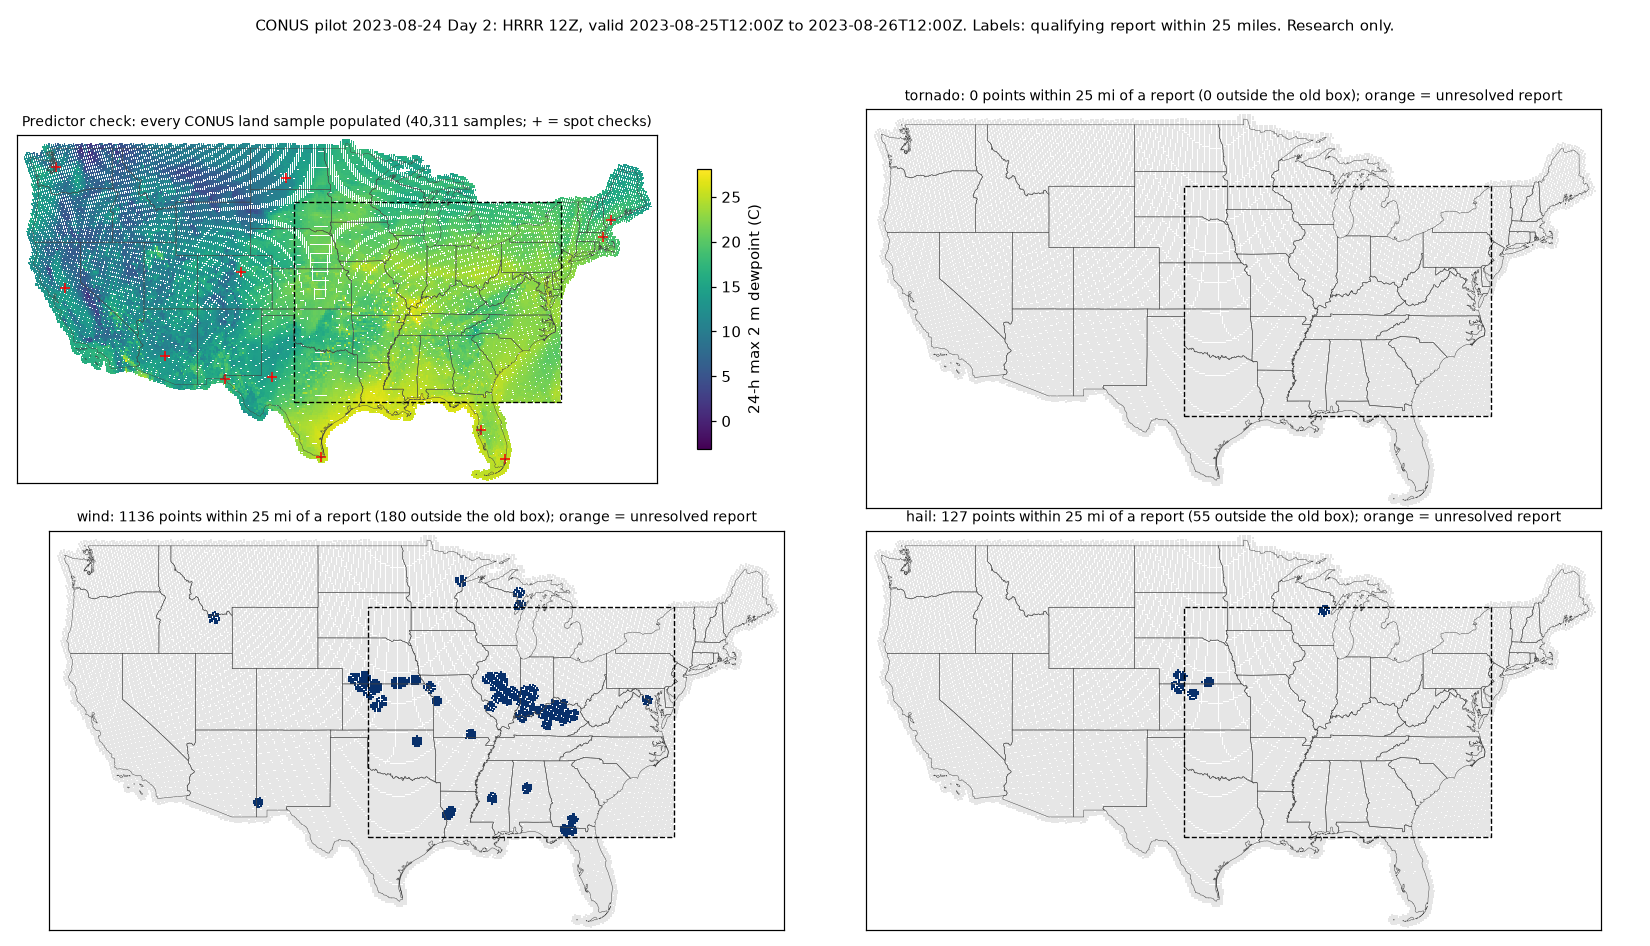 CONUS pilot 2023-08-24 Day 2: HRRR 12Z, valid 2023-08-25T12:00Z to 2023-08-26T12:00Z. Labels: qualifying report within 25 miles. Research only.
Predictor check: every CONUS land sample populated (40,311 samples; + = spot checks)
25
20
15
10
5
0
24-h max 2 m dewpoint (C)
tornado: 0 points within 25 mi of a report (0 outside the old box); orange = unresolved report
wind: 1136 points within 25 mi of a report (180 outside the old box); orange = unresolved report
hail: 127 points within 25 mi of a report (55 outside the old box); orange = unresolved report